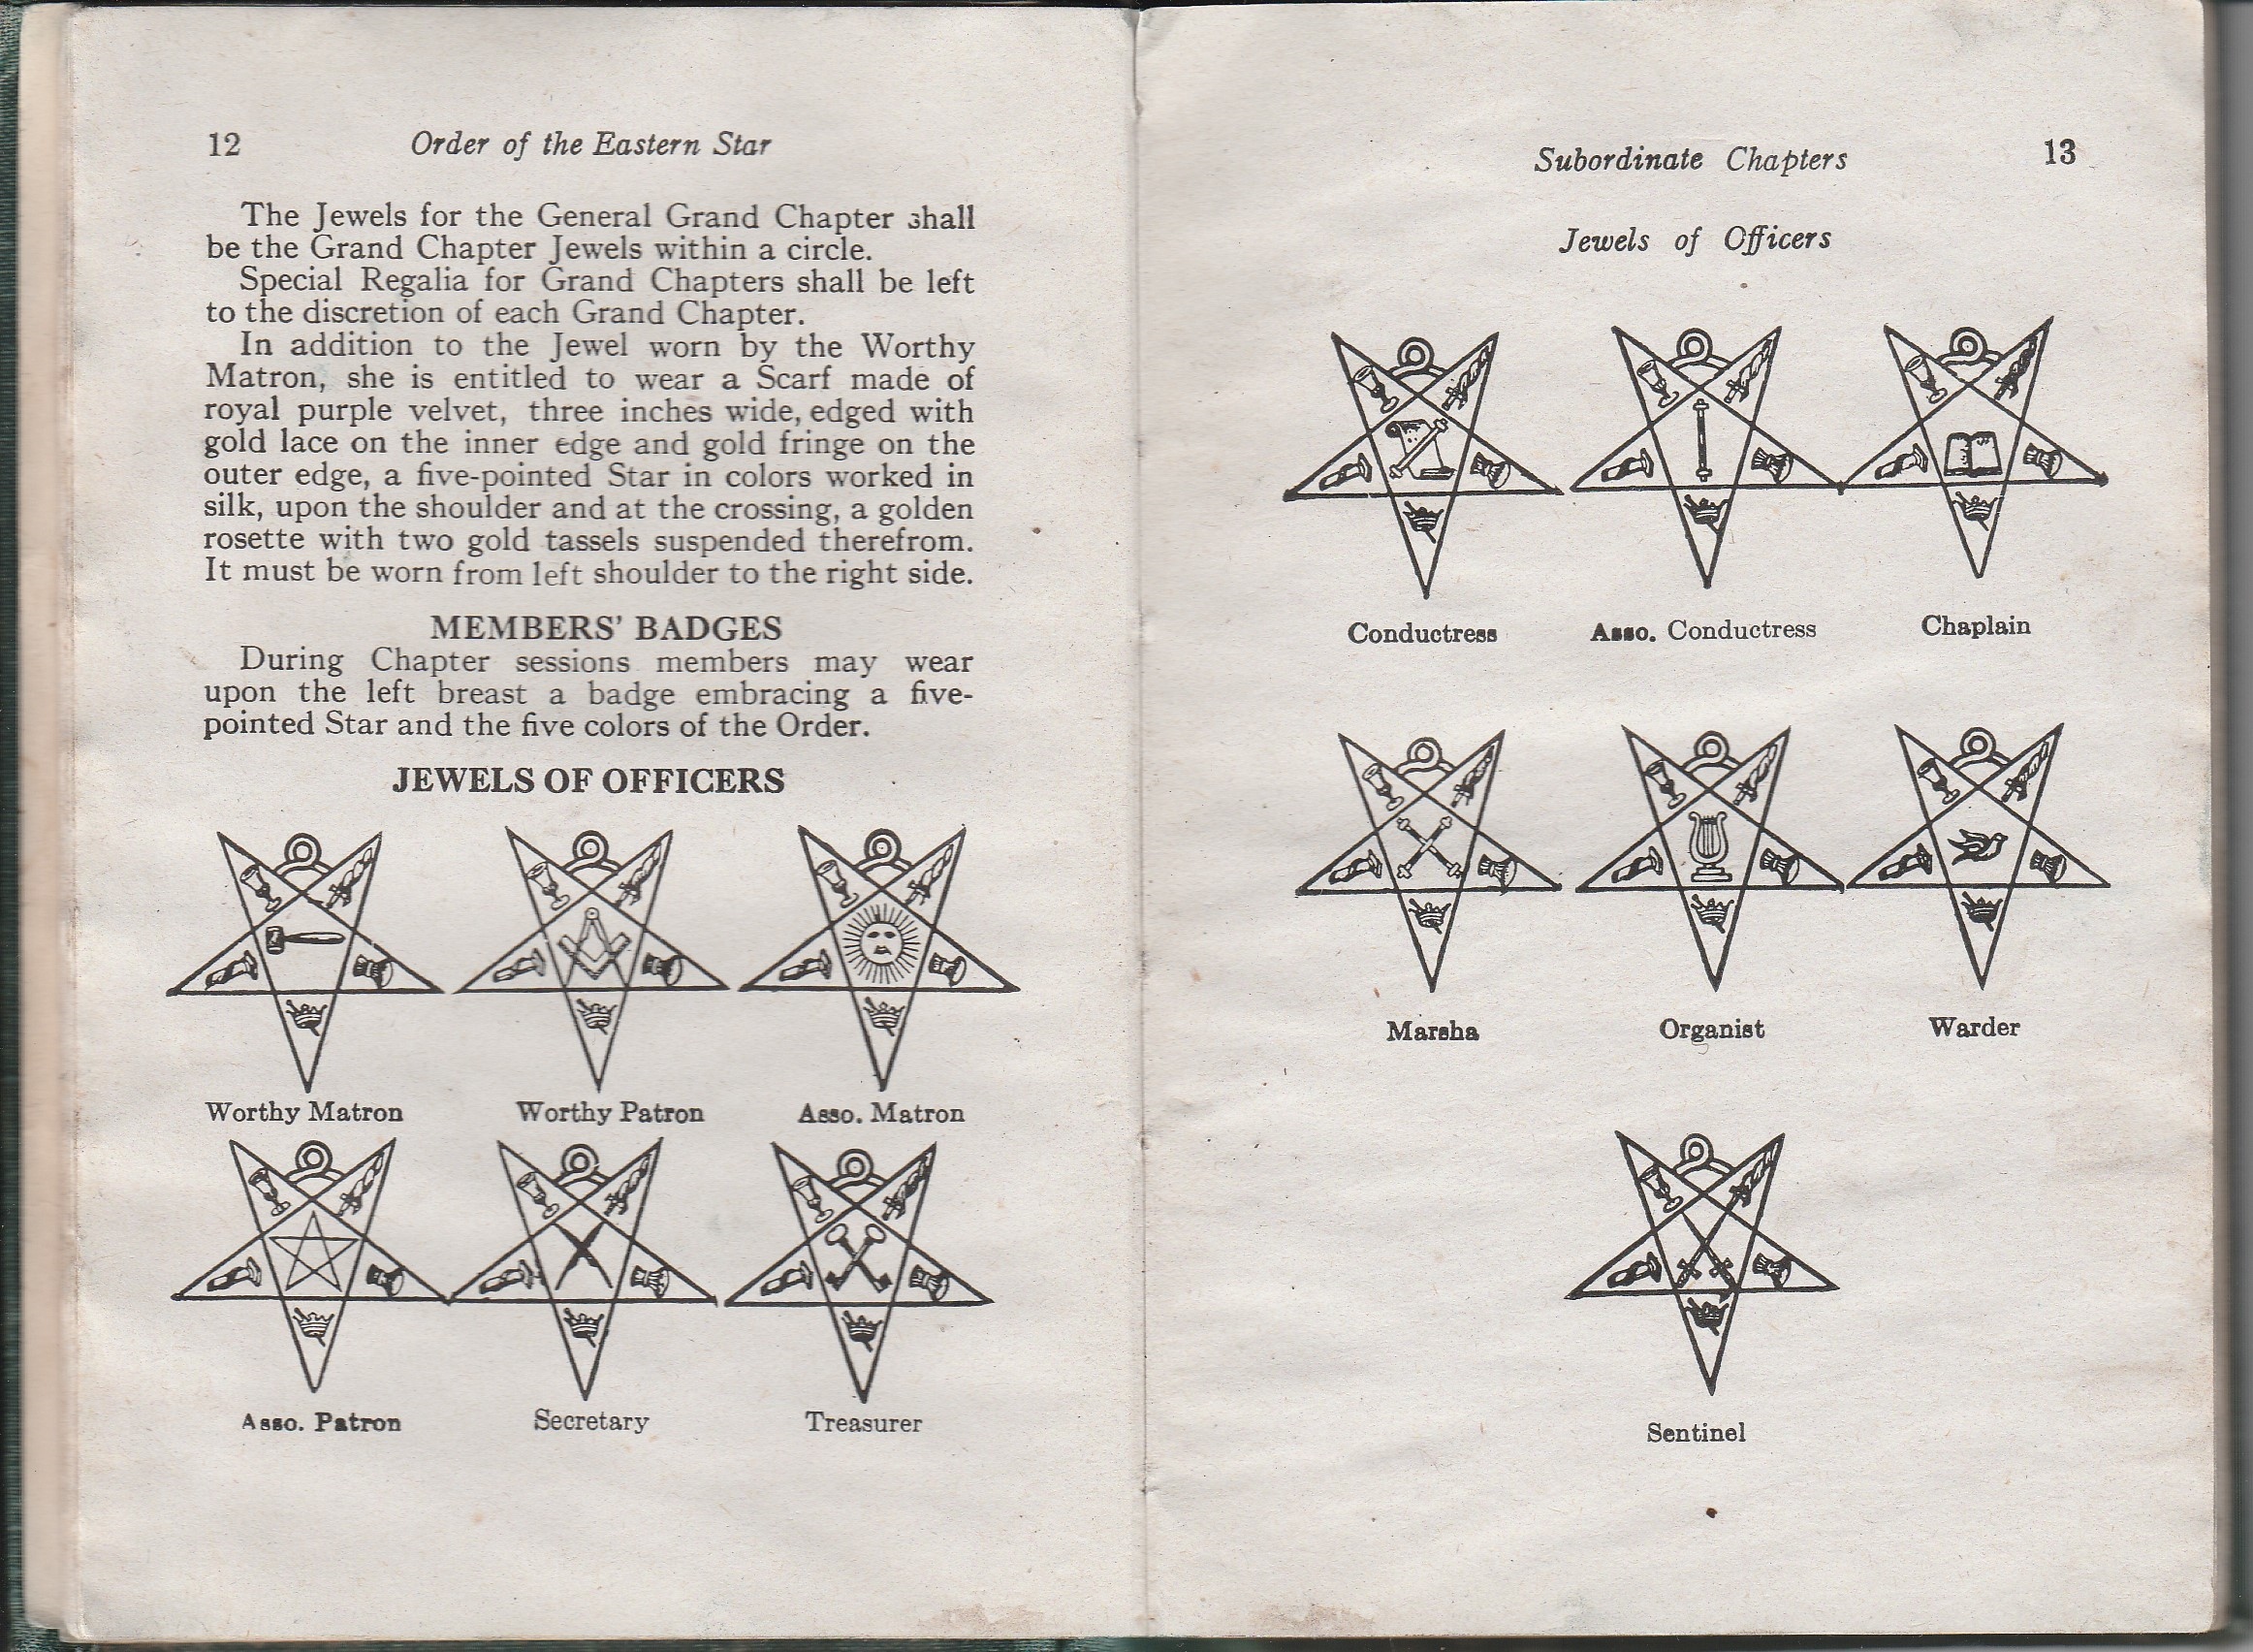 12 Order of the Eastern Star
The Jewels for the General Grand Chapter shall
be the Grand Chapter Jewels within a circle.
Special Regalia for Grand Chapters shall be left
to the discretion of each Grand Chapter.
In addition to the Jewel worn by the Worthy
Matron, she is entitled to wear a Scarf made of
royal purple velvet, three inches wide, edged with
gold lace on the inner edge and gold fringe on the
outer edge, a five-pointed Star in colors worked in
silk, upon the shoulder and at the crossing, a golden
rosette with two gold tassels suspended therefrom.
It must be worn from left shoulder to the right side.
MEMBERS' BADGES
During Chapter sessions members may wear
upon the left breast a badge embracing a five-
pointed Star and the five colors of the Order.
JEWELS OF OFFICERS
Worthy Matron Worthy Patron Asso. Matron
Asso. Patron Secretary Treasurer
Subordinate Chapters 13
Jewels of Officers
Conductress Asso. Conductress Chaplain
Marsha Organist Warder
Sentinel